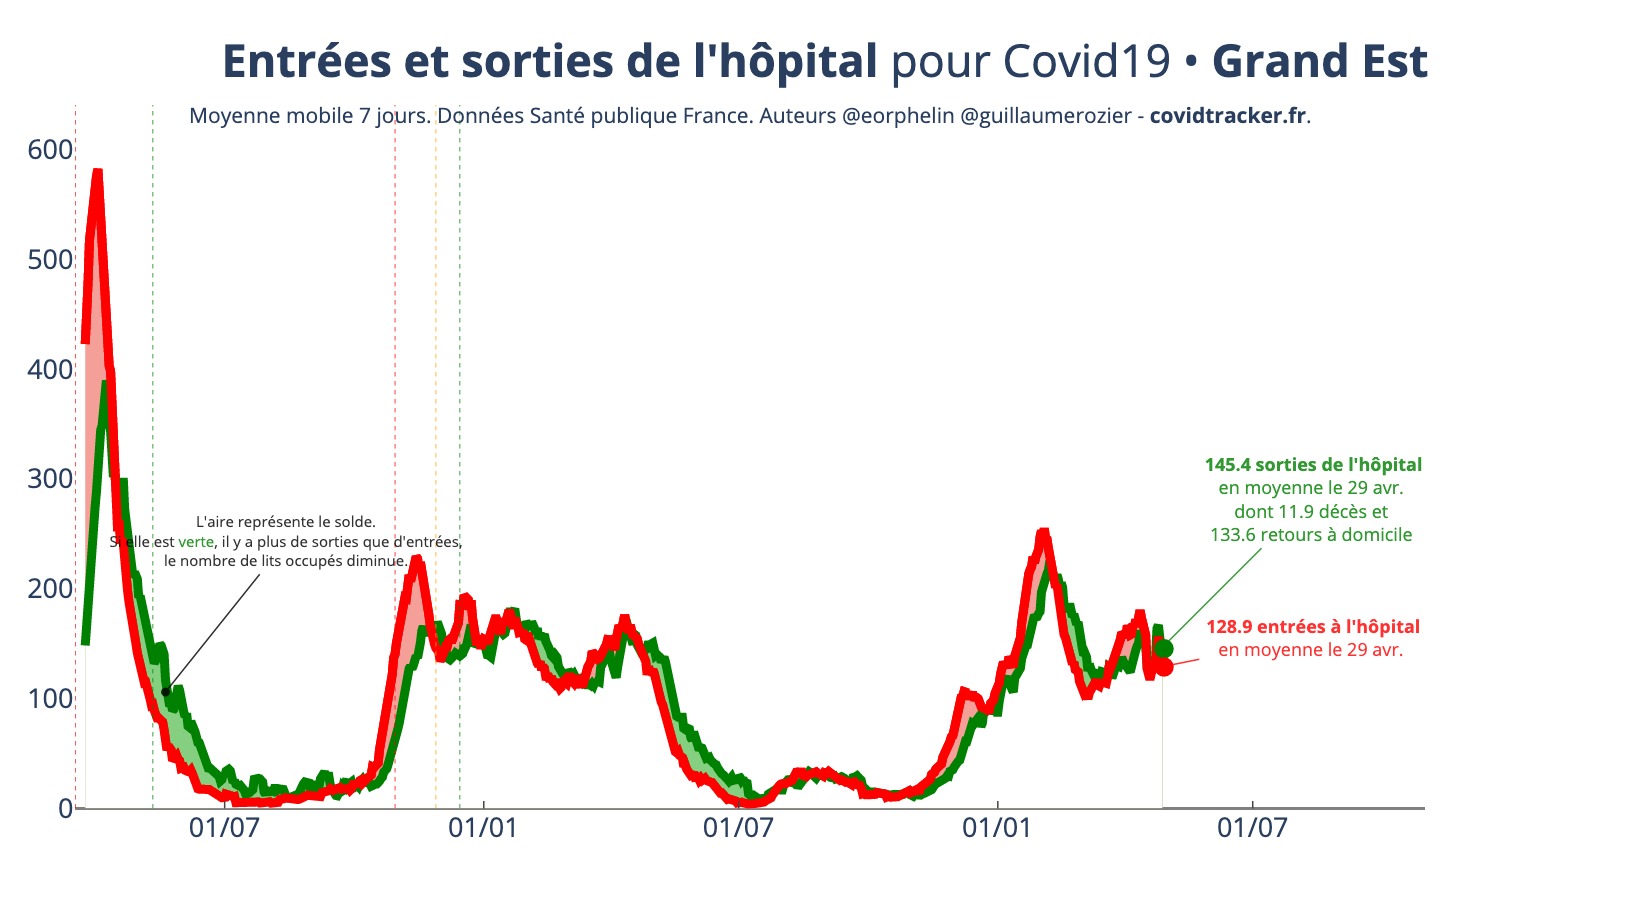 Entrées et sorties de l'hôpital pour Covid19 • Grand Est
Moyenne mobile 7 jours. Données Santé publique France. Auteurs @eorphelin @guillaumerozier - covidtracker.fr.
600
500
400
300
200
100
0
L'aire représente le solde.
Si elle est verte, il y a plus de sorties que d'entrées,
le nombre de lits occupés diminue.
145.4 sorties de l'hôpital
en moyenne le 29 avr.
dont 11.9 décès et
133.6 retours à domicile
128.9 entrées à l'hôpital
en moyenne le 29 avr.
01/07
01/01
01/07
01/01
01/07